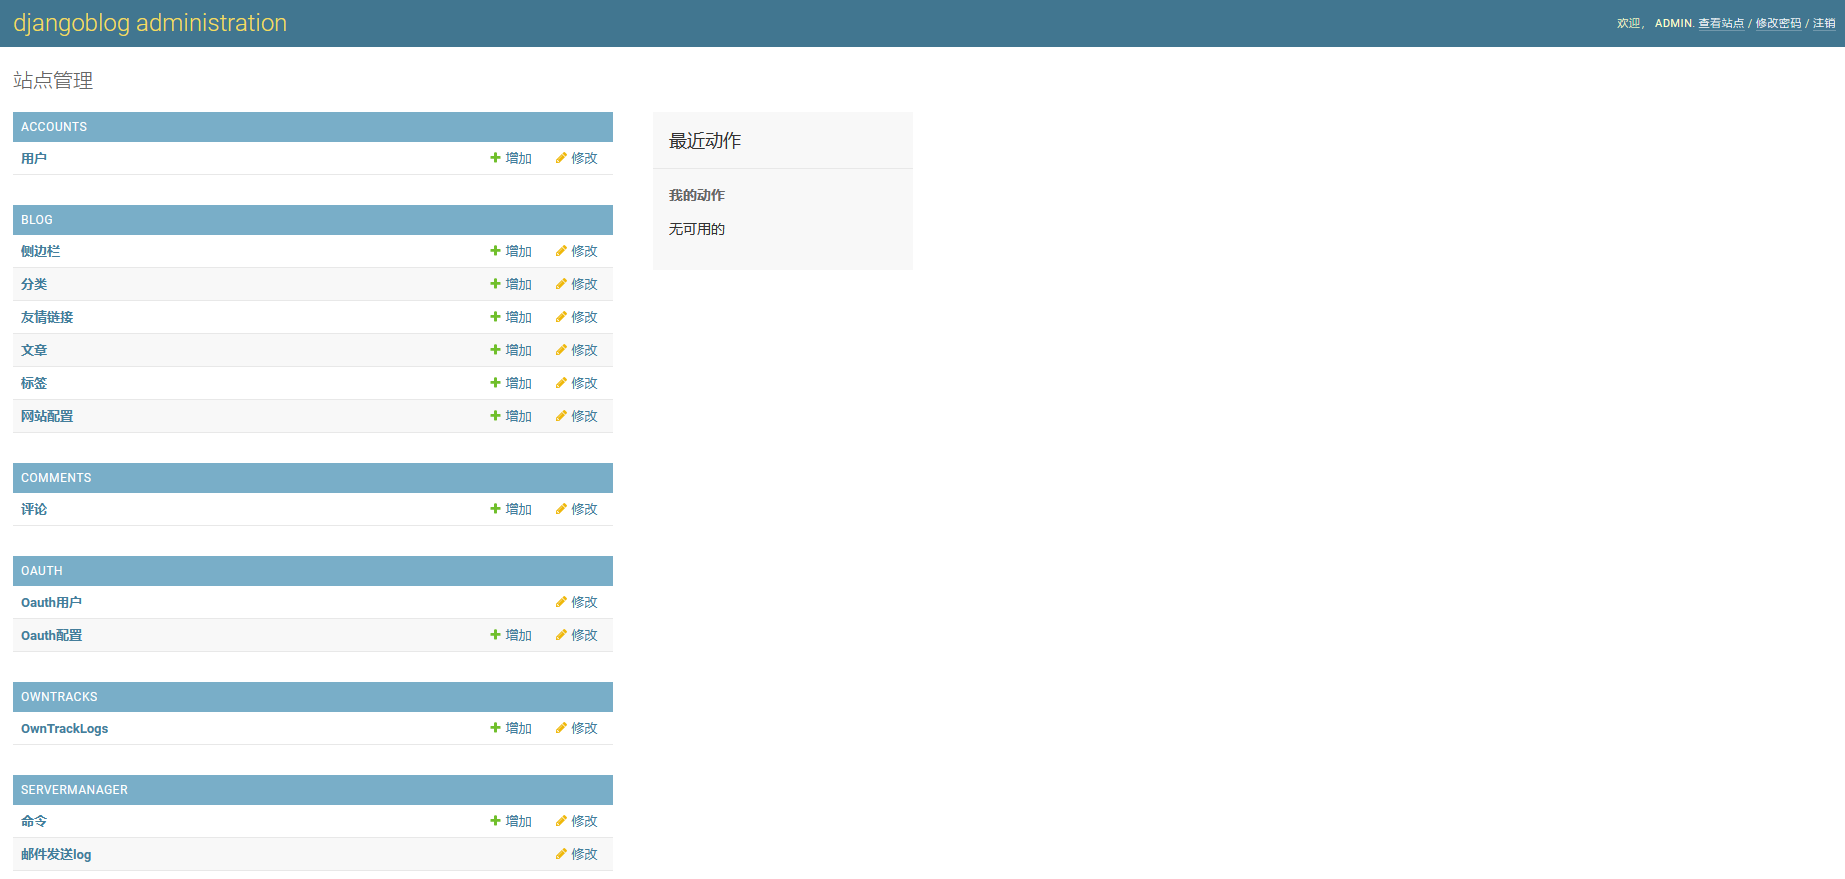 djangoblog administration
欢迎， ADMIN. 查看站点 / 修改密码 / 注销
站点管理
ACCOUNTS
用户 增加 修改
BLOG
侧边栏 增加 修改
分类 增加 修改
友情链接 增加 修改
文章 增加 修改
标签 增加 修改
网站配置 增加 修改
COMMENTS
评论 增加 修改
OAUTH
Oauth用户 修改
Oauth配置 增加 修改
OWNTRACKS
OwnTrackLogs 增加 修改
SERVERMANAGER
命令 增加 修改
邮件发送log 修改
最近动作
我的动作
无可用的